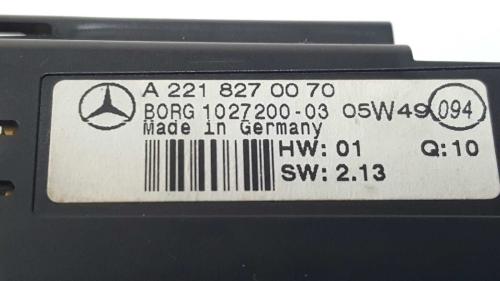 A 221 827 00 70
BORG 1027200-03 05W49 094
Made in Germany
HW: 01 Q: 10
SW: 2.13